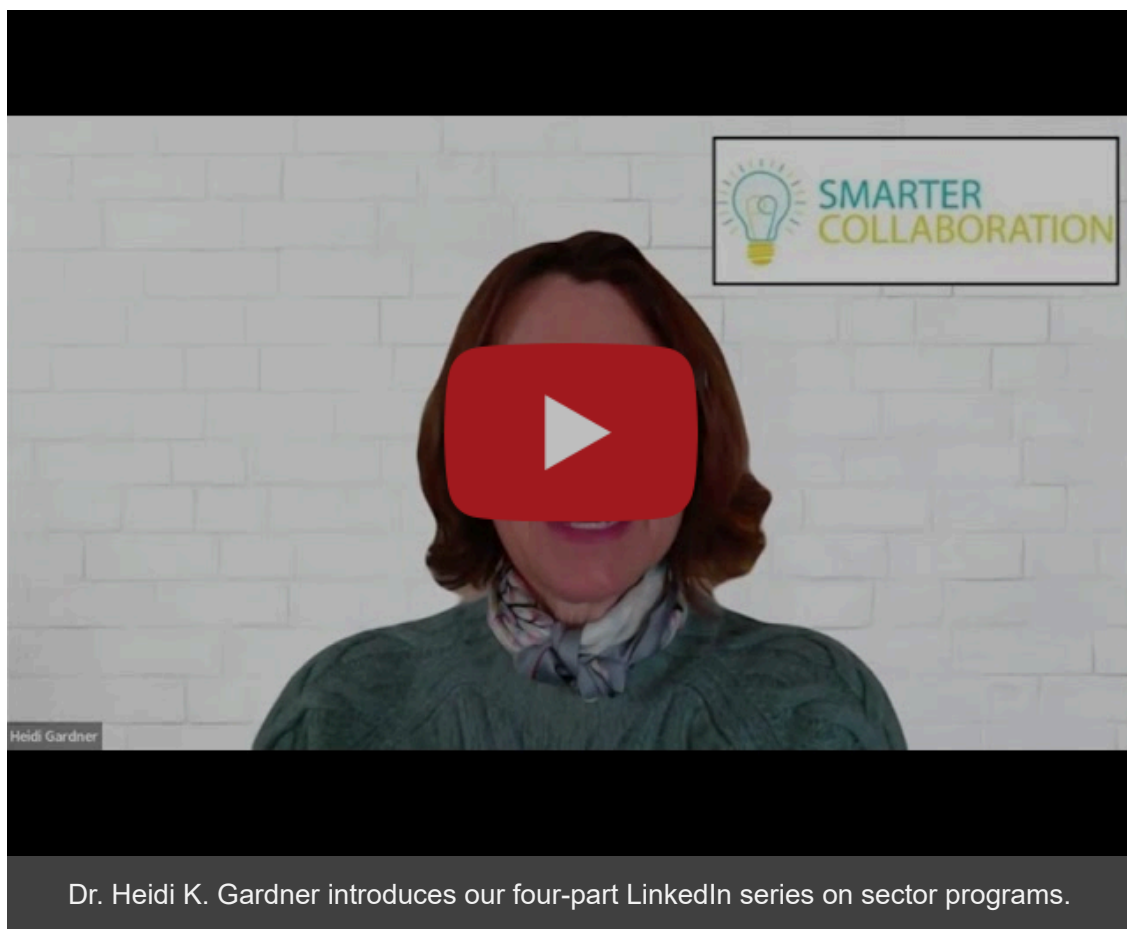 SMARTER
COLLABORATION
Heidi Gardner
Dr. Heidi K. Gardner introduces our four-part LinkedIn series on sector programs.